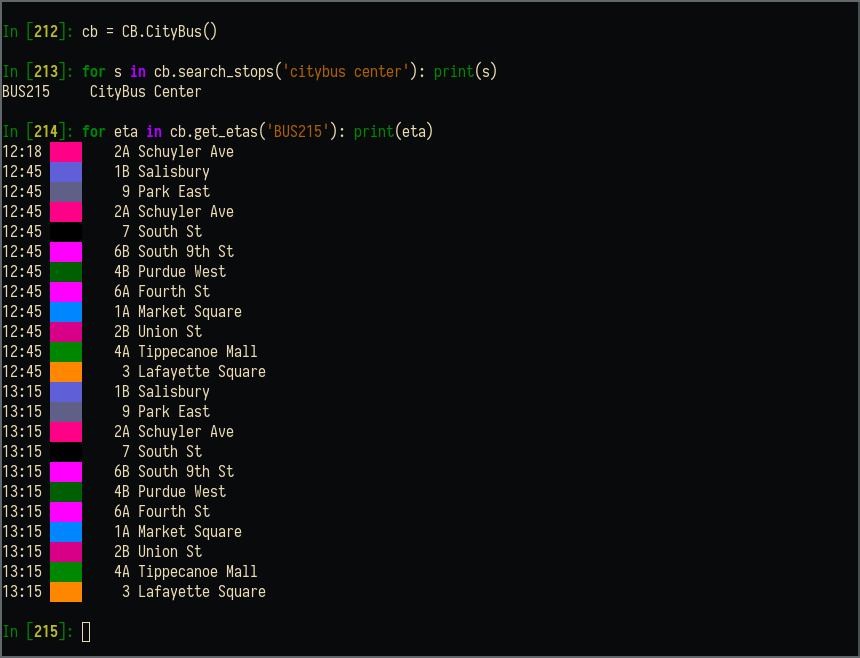 In [212]: cb = CB.CityBus()
In [213]: for s in cb.search_stops('citybus center'): print(s)
BUS215     CityBus Center
In [214]: for eta in cb.get_etas('BUS215'): print(eta)
12:18 2A Schuyler Ave
12:45 1B Salisbury
12:45 9 Park East
12:45 2A Schuyler Ave
12:45 7 South St
12:45 6B South 9th St
12:45 4B Purdue West
12:45 6A Fourth St
12:45 1A Market Square
12:45 2B Union St
12:45 4A Tippecanoe Mall
12:45 3 Lafayette Square
13:15 1B Salisbury
13:15 9 Park East
13:15 2A Schuyler Ave
13:15 7 South St
13:15 6B South 9th St
13:15 4B Purdue West
13:15 6A Fourth St
13:15 1A Market Square
13:15 2B Union St
13:15 4A Tippecanoe Mall
13:15 3 Lafayette Square
In [215]: